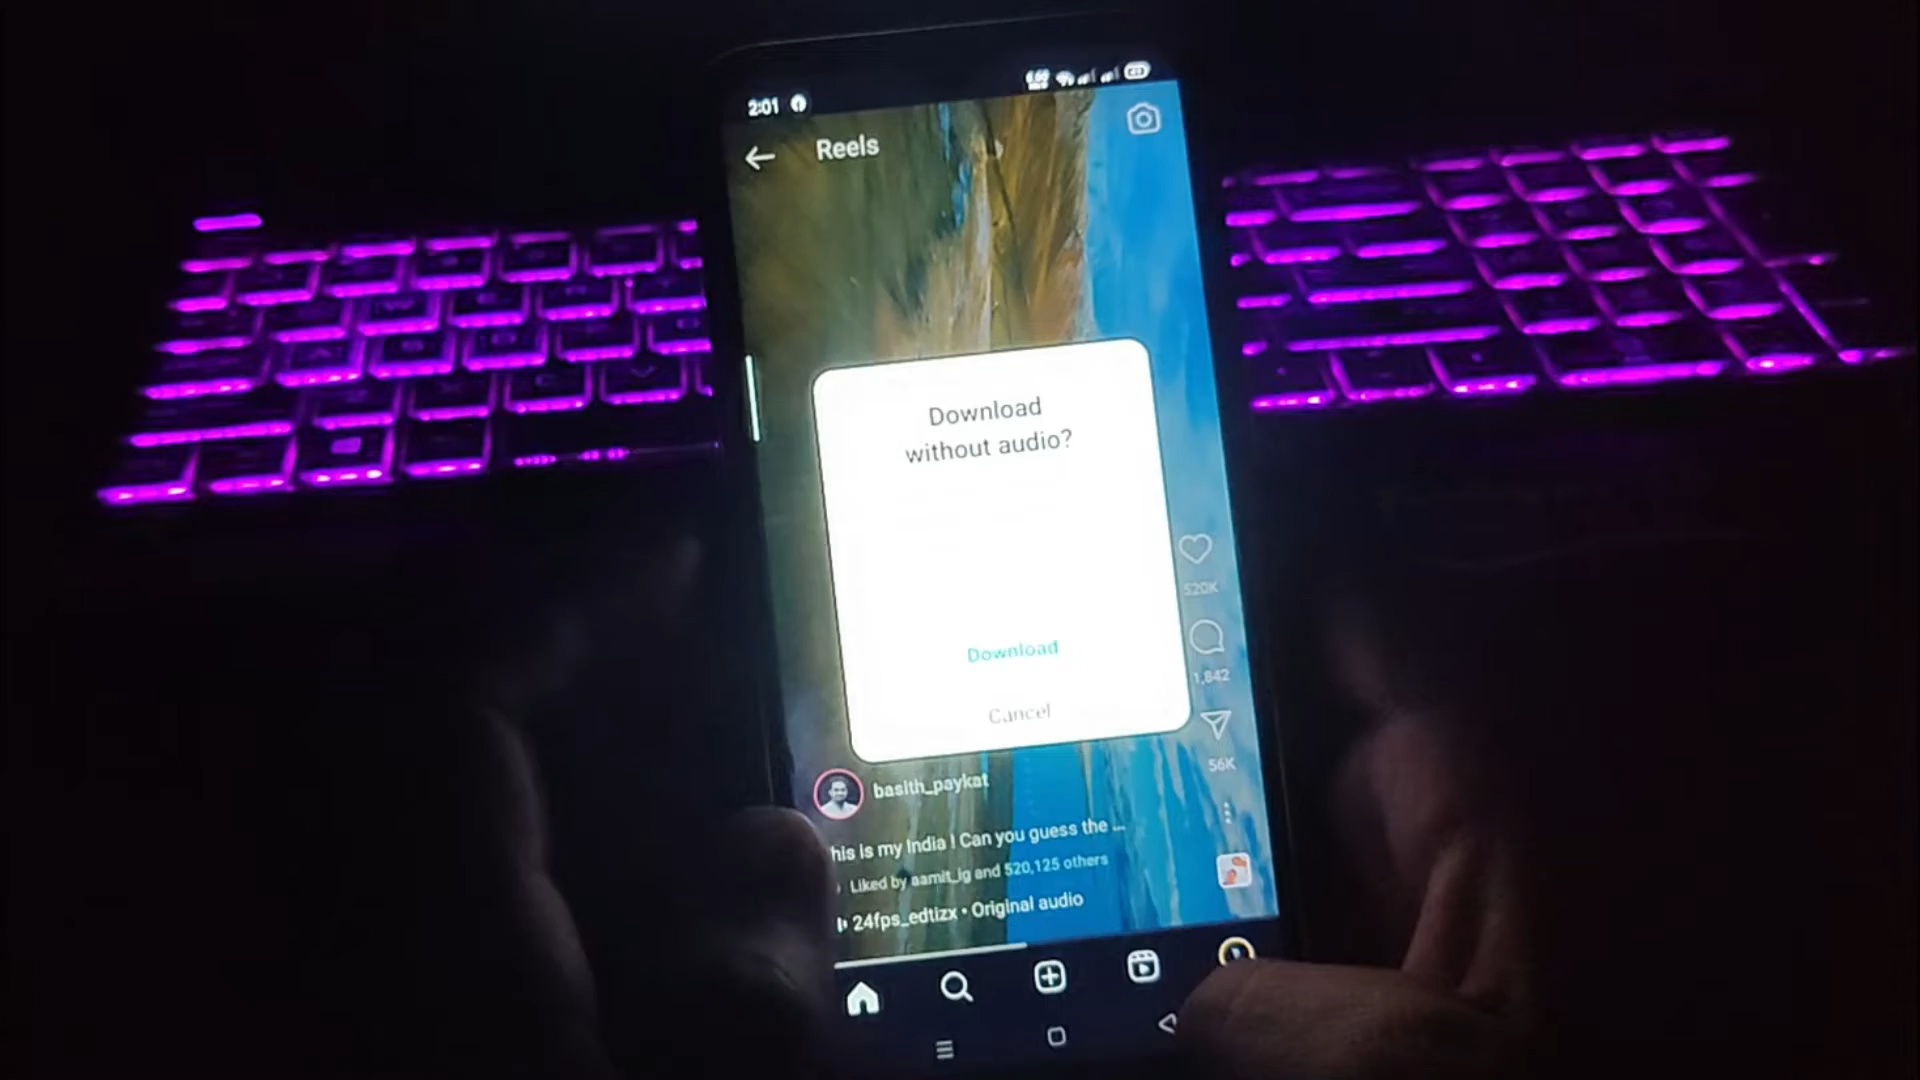 2:01
Reels
Download
without audio?
Download
Cancel
520K
1,842
56K
basith_paykat
his is my India ! Can you guess the ...
Liked by aamit_ig and 520,125 others
24fps_edtizx • Original audio